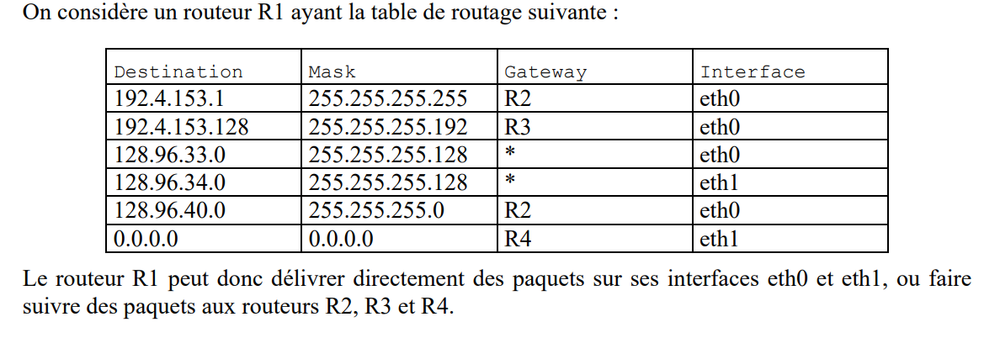 On considère un routeur R1 ayant la table de routage suivante :
Destination Mask Gateway Interface
192.4.153.1 255.255.255.255 R2 eth0
192.4.153.128 255.255.255.192 R3 eth0
128.96.33.0 255.255.255.128 * eth0
128.96.34.0 255.255.255.128 * eth1
128.96.40.0 255.255.255.0 R2 eth0
0.0.0.0 0.0.0.0 R4 eth1
Le routeur R1 peut donc délivrer directement des paquets sur ses interfaces eth0 et eth1, ou faire
suivre des paquets aux routeurs R2, R3 et R4.